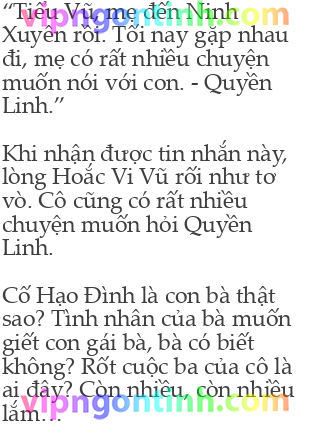 “Tiểu Vũ, mẹ đến Ninh
Xuyên rồi. Tối nay gặp nhau
đi, mẹ có rất nhiều chuyện
muốn nói với con. - Quyền
Linh.”
Khi nhận được tin nhắn này,
lòng Hoắc Vi Vũ rối như tơ
vò. Cô cũng có rất nhiều
chuyện muốn hỏi Quyền
Linh.
Cố Hạo Đình là con bà thật
sao? Tình nhân của bà muốn
giết con gái bà, bà có biết
không? Rốt cuộc ba của cô là
ai đây? Còn nhiều, còn nhiều
lắm...
vipngontinh.com
vipngontinh.com